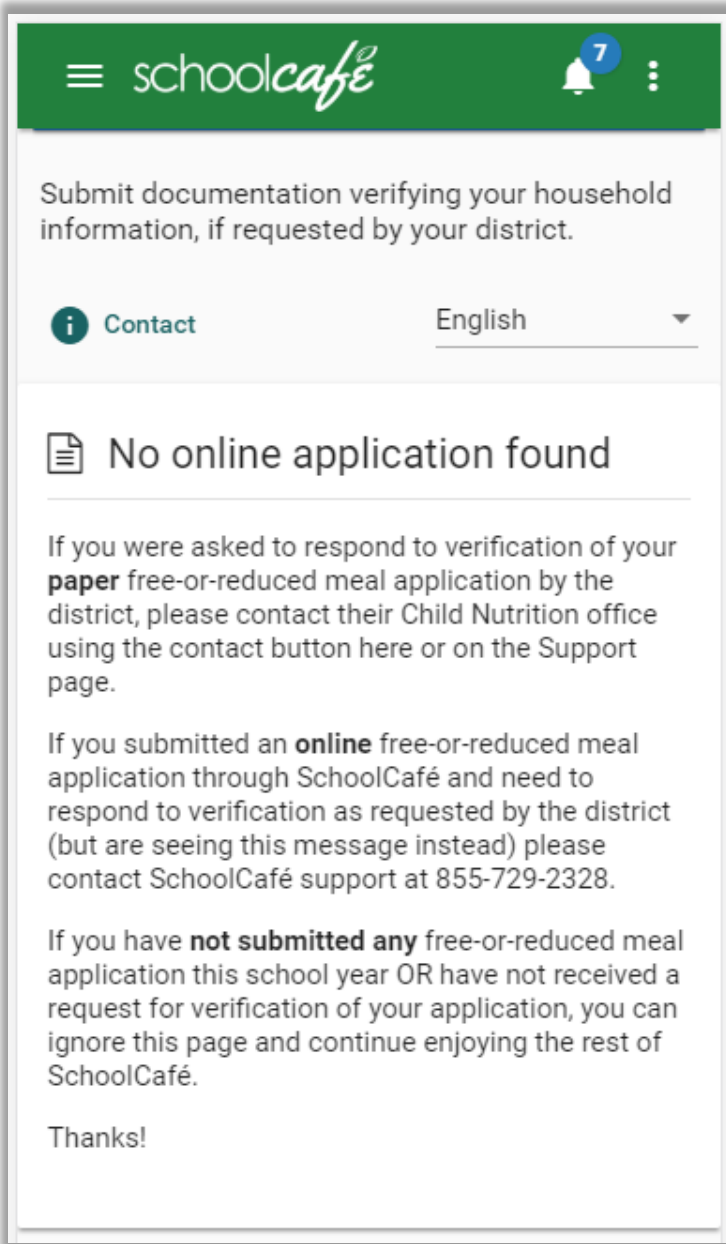 schoolcafé
7
Submit documentation verifying your household
information, if requested by your district.
i Contact
English
No online application found
If you were asked to respond to verification of your
paper free-or-reduced meal application by the
district, please contact their Child Nutrition office
using the contact button here or on the Support
page.
If you submitted an online free-or-reduced meal
application through SchoolCafé and need to
respond to verification as requested by the district
(but are seeing this message instead) please
contact SchoolCafé support at 855-729-2328.
If you have not submitted any free-or-reduced meal
application this school year OR have not received a
request for verification of your application, you can
ignore this page and continue enjoying the rest of
SchoolCafé.
Thanks!